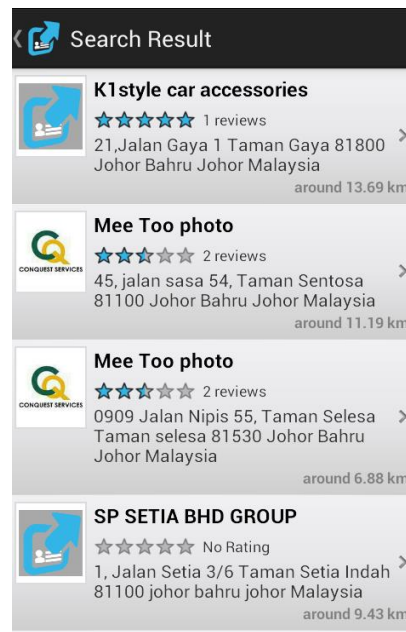 Search Result
K1style car accessories
1 reviews
21,Jalan Gaya 1 Taman Gaya 81800
Johor Bahru Johor Malaysia
around 13.69 km
Mee Too photo
CONQUEST SERVICES
2 reviews
45, jalan sasa 54, Taman Sentosa
81100 Johor Bahru Johor Malaysia
around 11.19 km
Mee Too photo
CONQUEST SERVICES
2 reviews
0909 Jalan Nipis 55, Taman Selesa
Taman selesa 81530 Johor Bahru
Johor Malaysia
around 6.88 km
SP SETIA BHD GROUP
No Rating
1, Jalan Setia 3/6 Taman Setia Indah
81100 johor bahru johor Malaysia
around 9.43 km